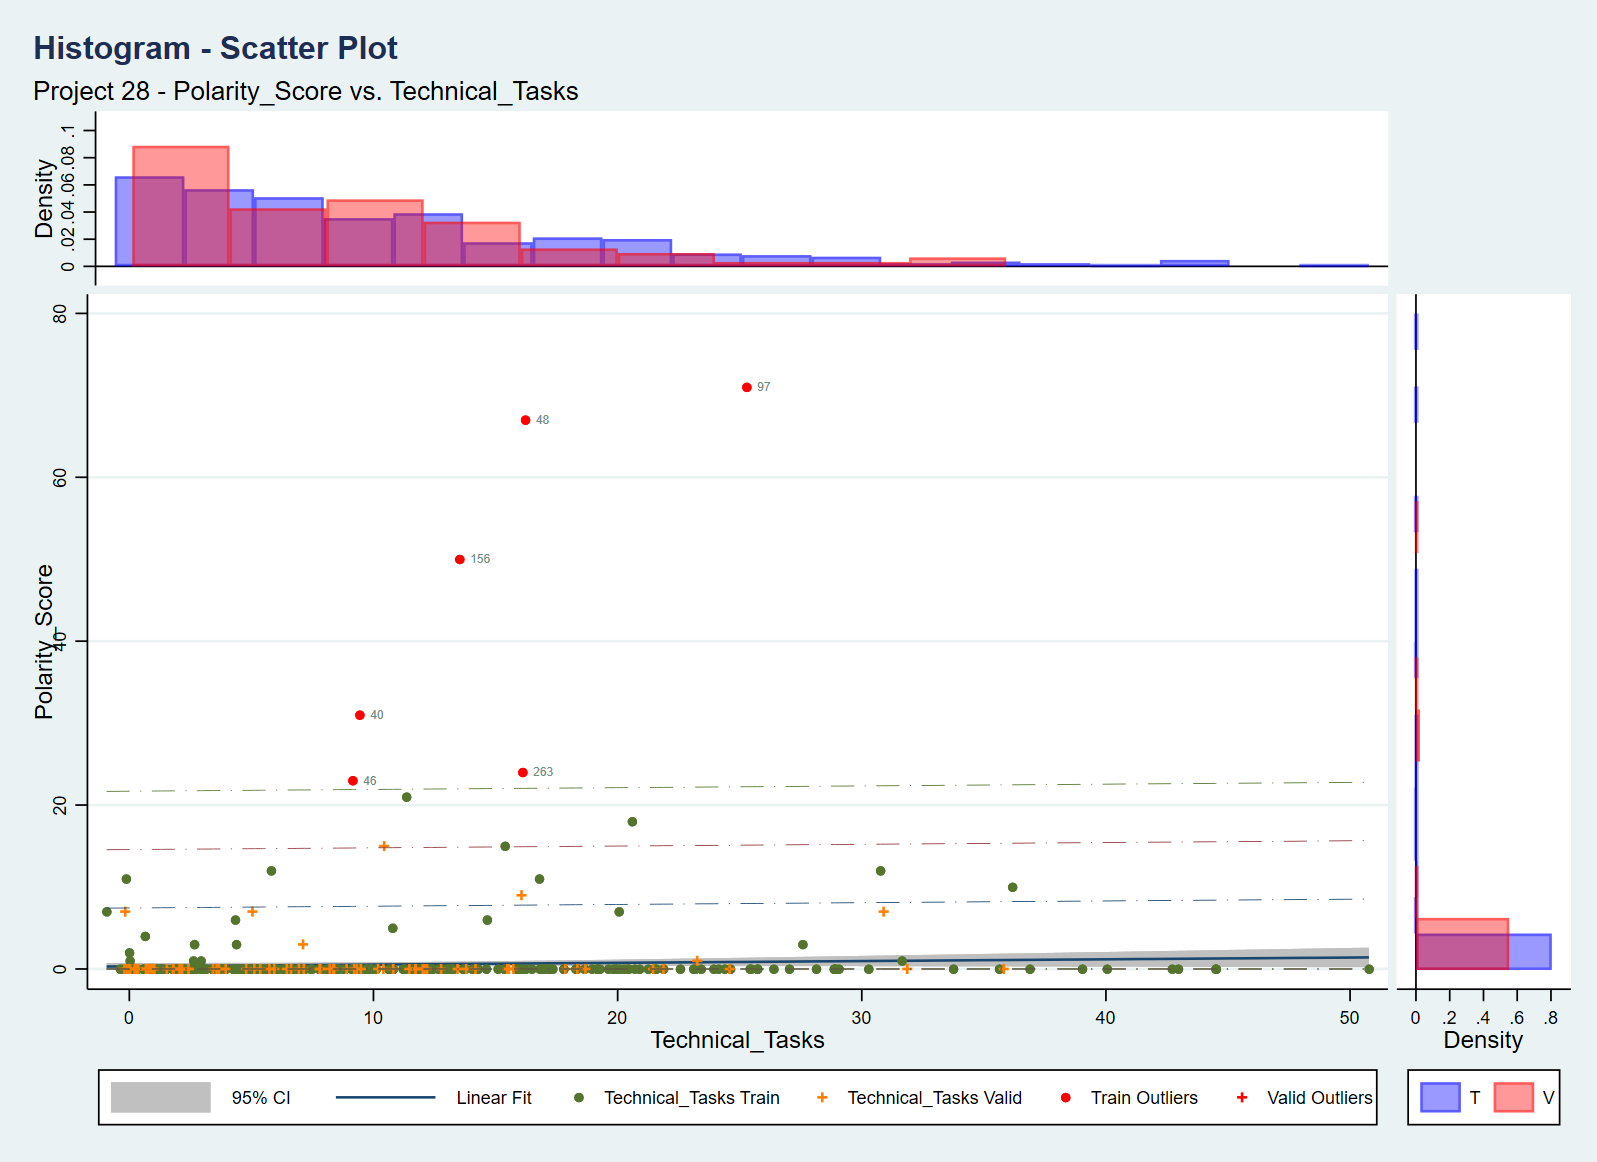 Histogram - Scatter Plot
Project 28 - Polarity_Score vs. Technical_Tasks
Density
0 .02 .04 .06 .08 .1
Polarity_Score
80
60
40
20
0
97
48
156
40
46
263
0 10 20 30 40 50
Technical_Tasks
0 .2 .4 .6 .8
Density
95% CI Linear Fit Technical_Tasks Train Technical_Tasks Valid Train Outliers Valid Outliers
T V